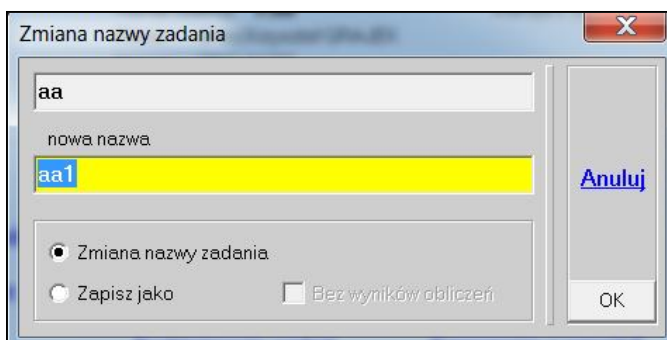 Zmiana nazwy zadania
aa
nowa nazwa
aa1
Anuluj
Zmiana nazwy zadania
Zapisz jako
Bez wyników obliczeń
OK